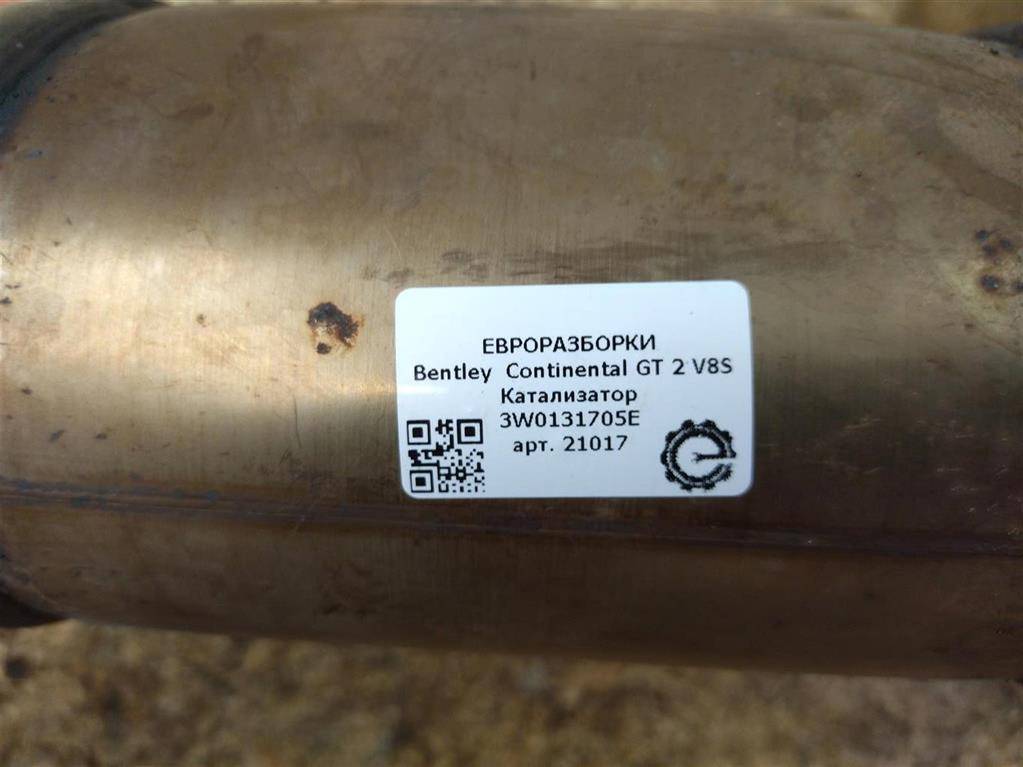 ЕВРОРАЗБОРКИ
Bentley Continental GT 2 V8S
Катализатор
3W0131705E
арт. 21017